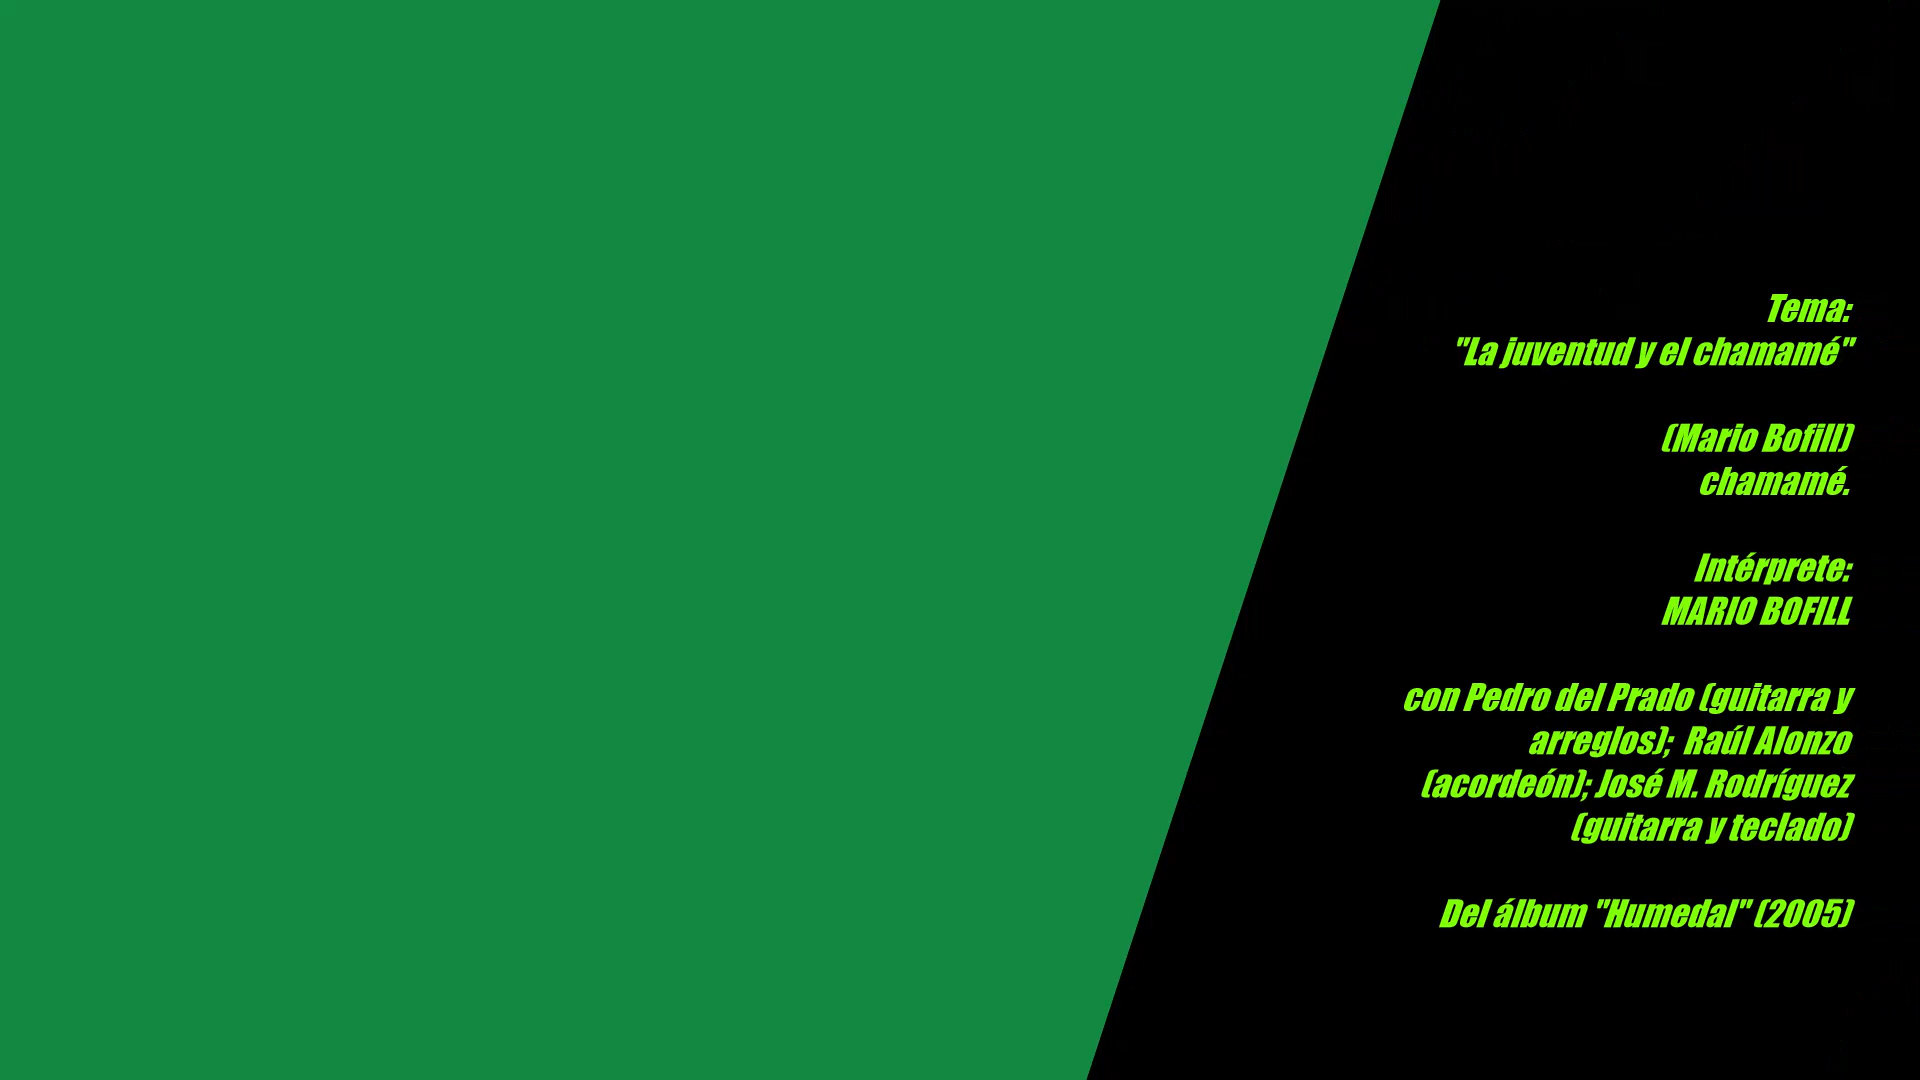 Tema:
"La juventud y el chamamé"
(Mario Bofill)
chamamé.
Intérprete:
MARIO BOFILL
con Pedro del Prado (guitarra y
arreglos);  Raúl Alonzo
(acordeón); José M. Rodríguez
(guitarra y teclado)
Del álbum "Humedal" (2005)